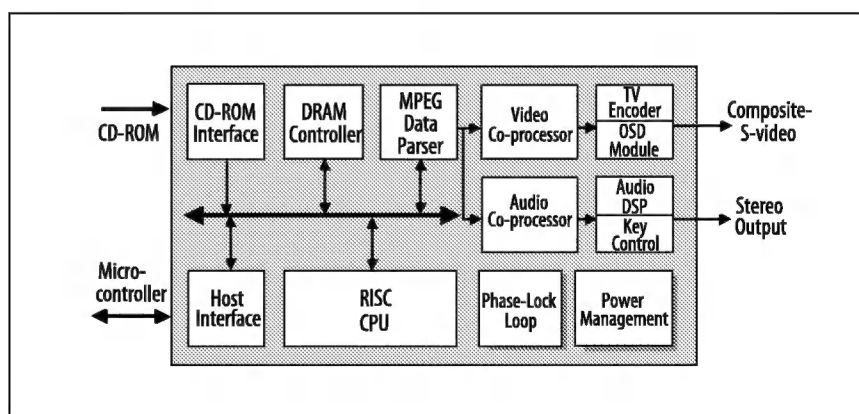 CD-ROM
CD-ROM
Interface
DRAM
Controller
MPEG
Data
Parser
Video
Co-processor
TV
Encoder
OSD
Module
Composite-
S-video
Audio
Co-processor
Audio
DSP
Key
Control
Stereo
Output
Micro-
controller
Host
Interface
RISC
CPU
Phase-Lock
Loop
Power
Management